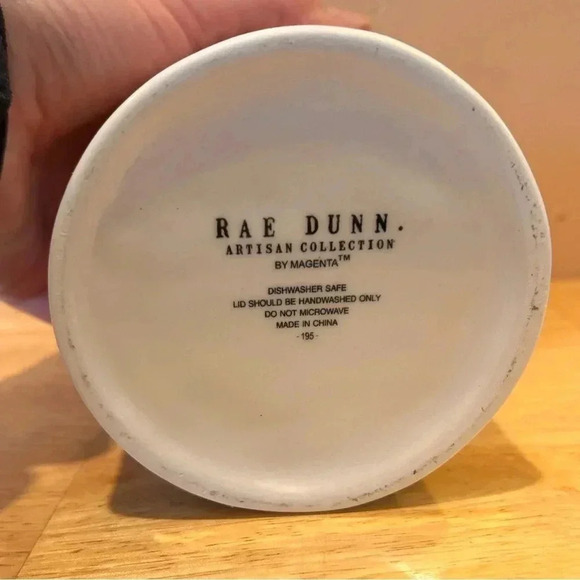 RAE DUNN.
ARTISAN COLLECTION
BY MAGENTA™
DISHWASHER SAFE
LID SHOULD BE HANDWASHED ONLY
DO NOT MICROWAVE
MADE IN CHINA
- 195 -